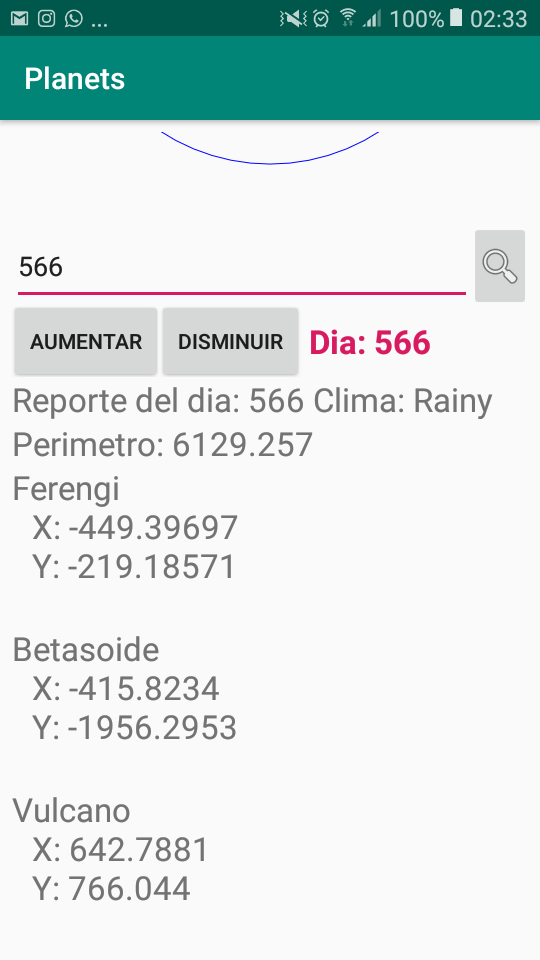 ... 100% 02:33
Planets
566
AUMENTAR DISMINUIR Dia: 566
Reporte del dia: 566 Clima: Rainy
Perimetro: 6129.257
Ferengi
X: -449.39697
Y: -219.18571
Betasoide
X: -415.8234
Y: -1956.2953
Vulcano
X: 642.7881
Y: 766.044